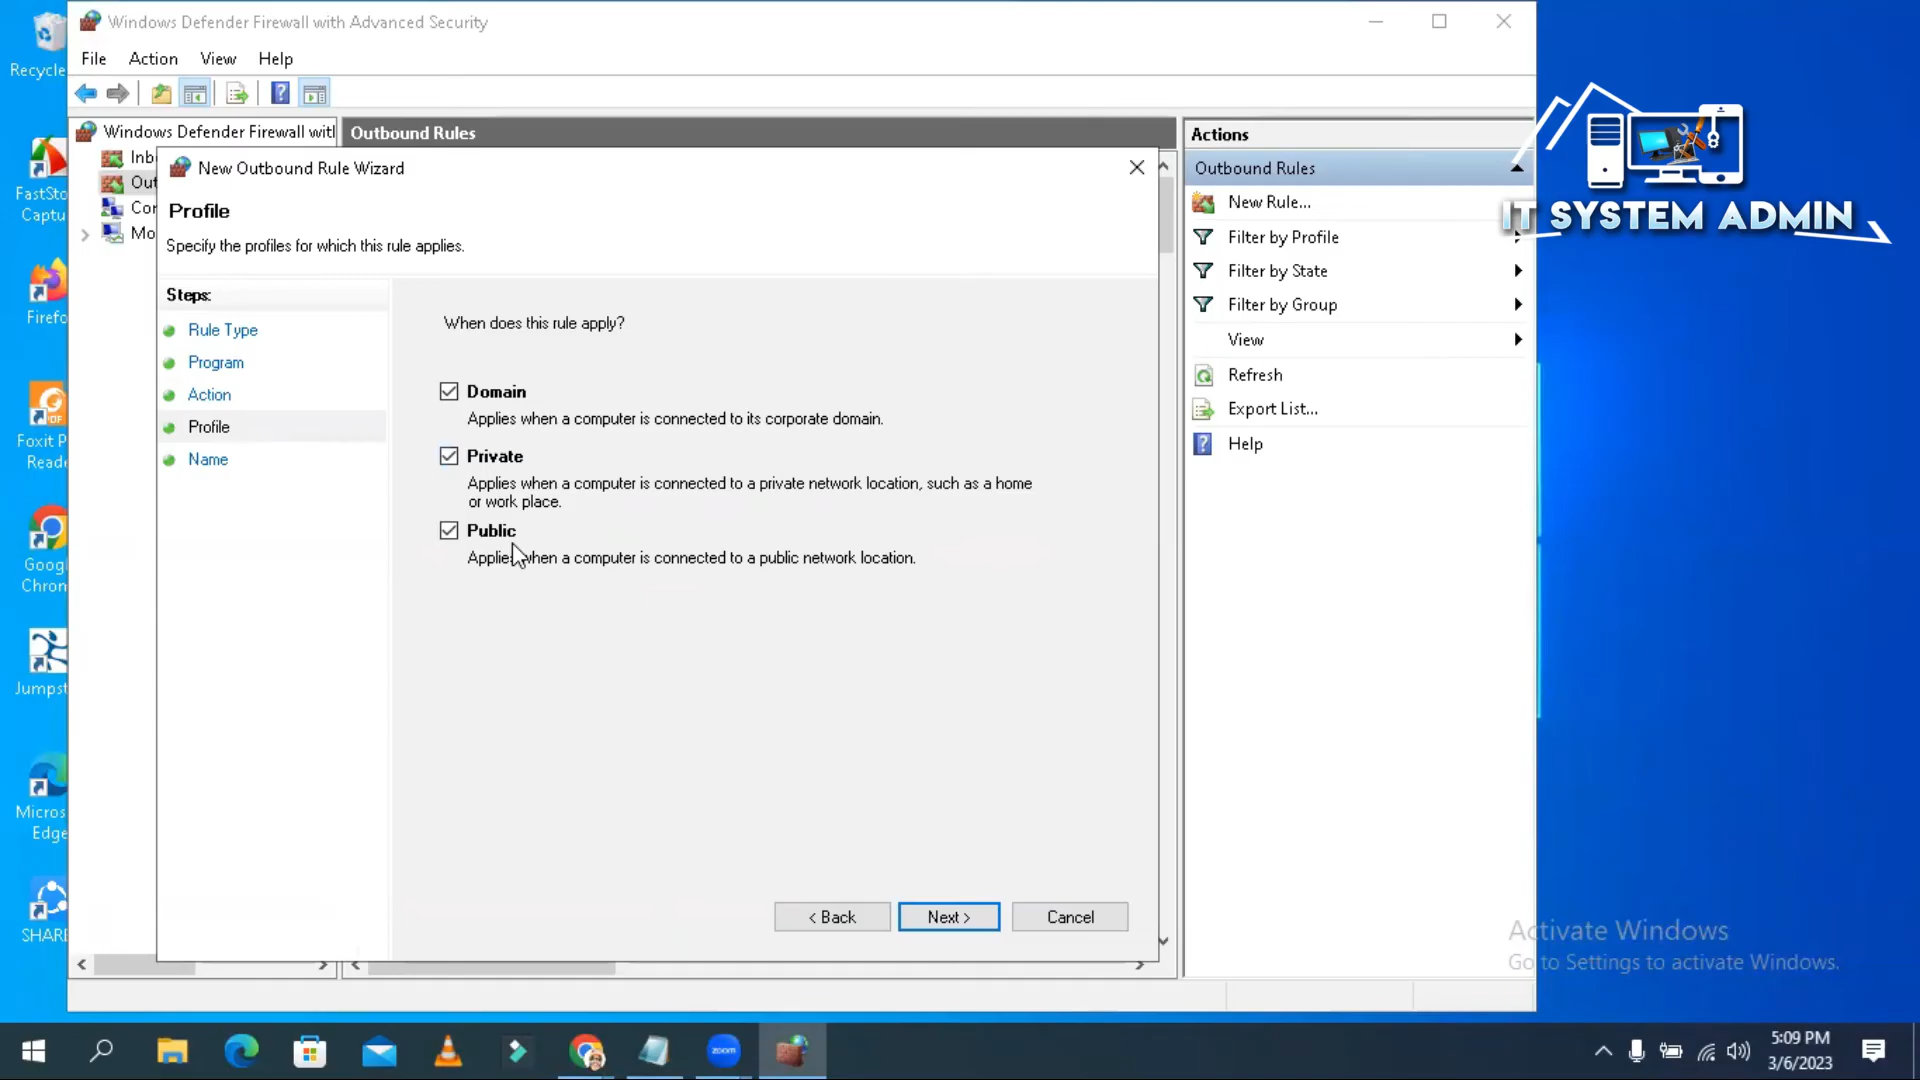 Windows Defender Firewall with Advanced Security
File Action View Help
Windows Defender Firewall with
Outbound Rules
Actions
Inb
Out
Con
Mo
New Outbound Rule Wizard
Profile
Specify the profiles for which this rule applies.
Steps:
Rule Type
Program
Action
Profile
Name
When does this rule apply?
Domain
Applies when a computer is connected to its corporate domain.
Private
Applies when a computer is connected to a private network location, such as a home
or work place.
Public
Applies when a computer is connected to a public network location.
< Back
Next >
Cancel
Outbound Rules
New Rule...
Filter by Profile
Filter by State
Filter by Group
View
Refresh
Export List...
Help
IT SYSTEM ADMIN
Recycle
FastSto
Captu
Firefo
Foxit P
Reade
Googl
Chron
Jumpst
Micros
Edge
SHARE
Activate Windows
Go to Settings to activate Windows.
zoom
5:09 PM
3/6/2023